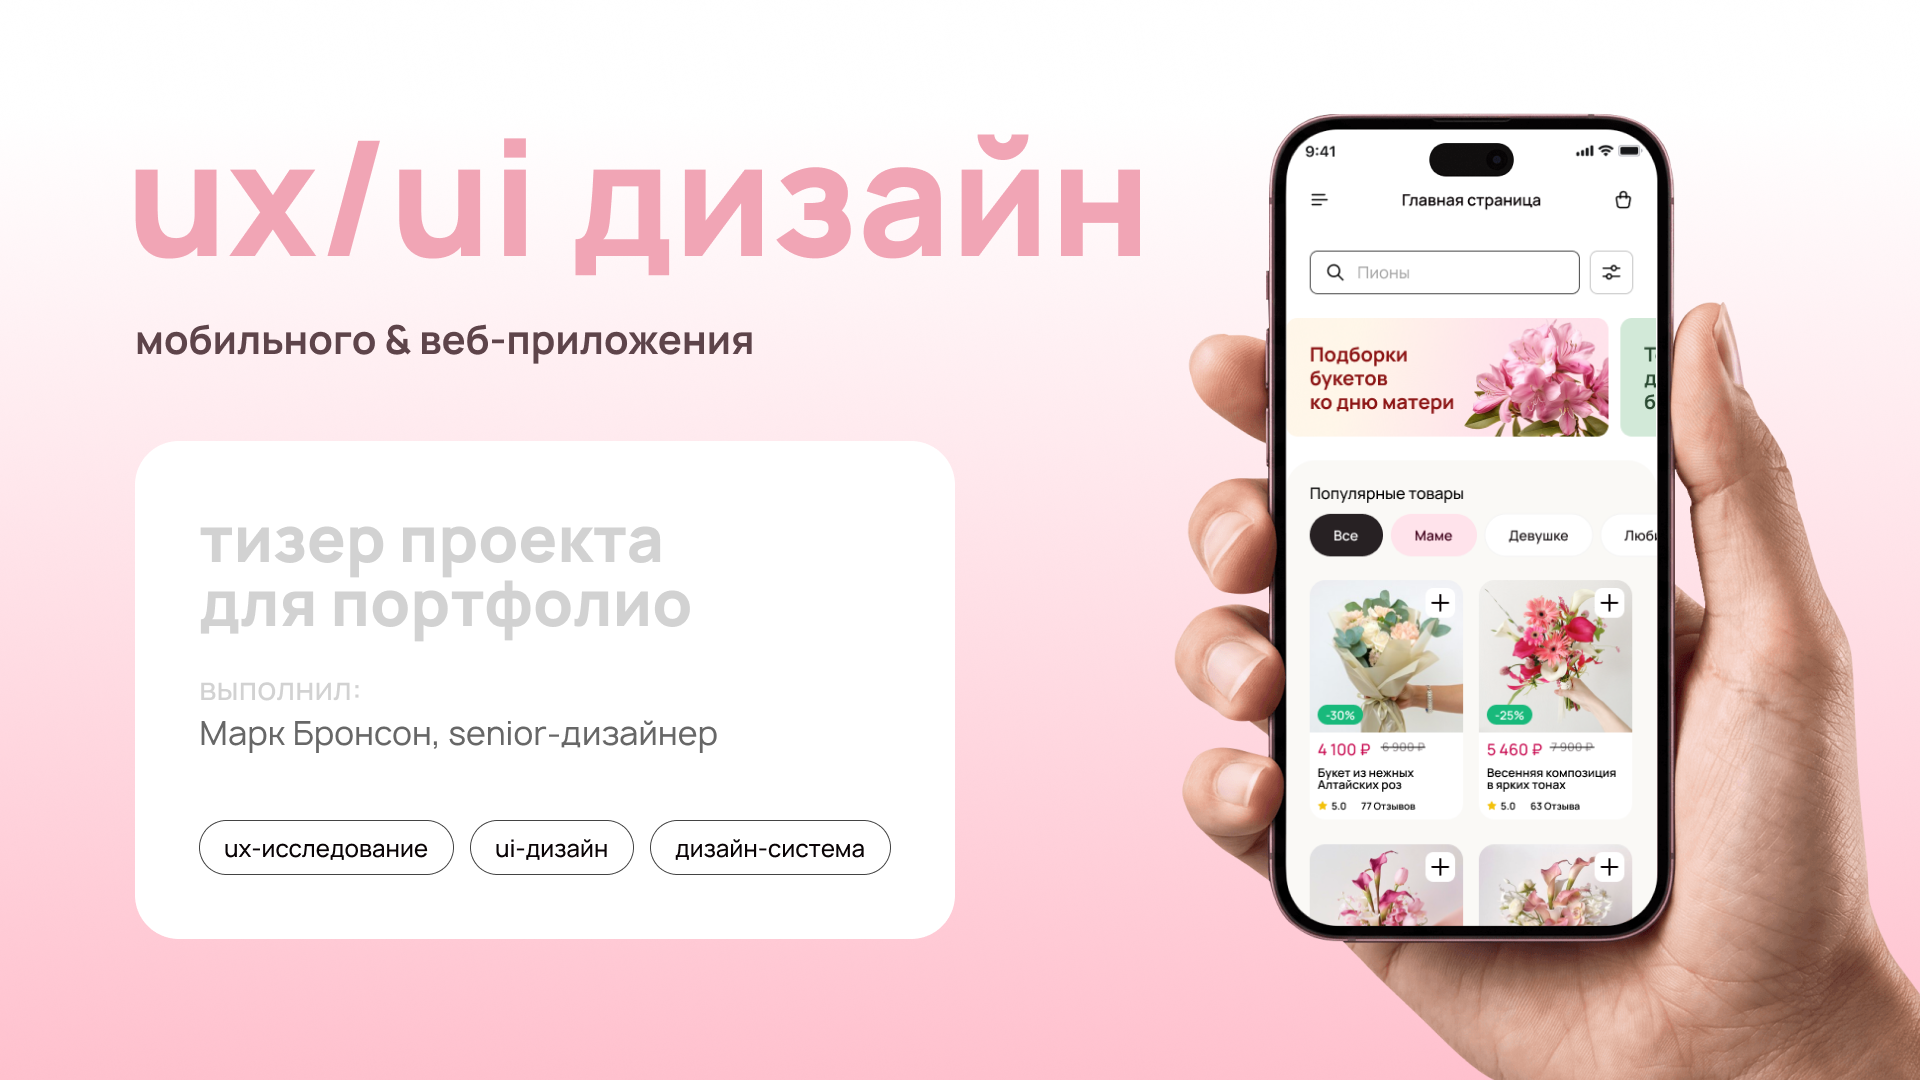 ux/ui дизайн
мобильного & веб-приложения
тизер проекта
для портфолио
выполнил:
Марк Бронсон, senior-дизайнер
ux-исследование
ui-дизайн
дизайн-система
9:41
Главная страница
Пионы
Подборки
букетов
ко дню матери
Популярные товары
Все
Маме
Девушке
-30%
4 100 ₽ 6 900 ₽
Букет из нежных
Алтайских роз
5.0 77 Отзывов
-25%
5 460 ₽ 7 900 ₽
Весенняя композиция
в ярких тонах
5.0 63 Отзыва